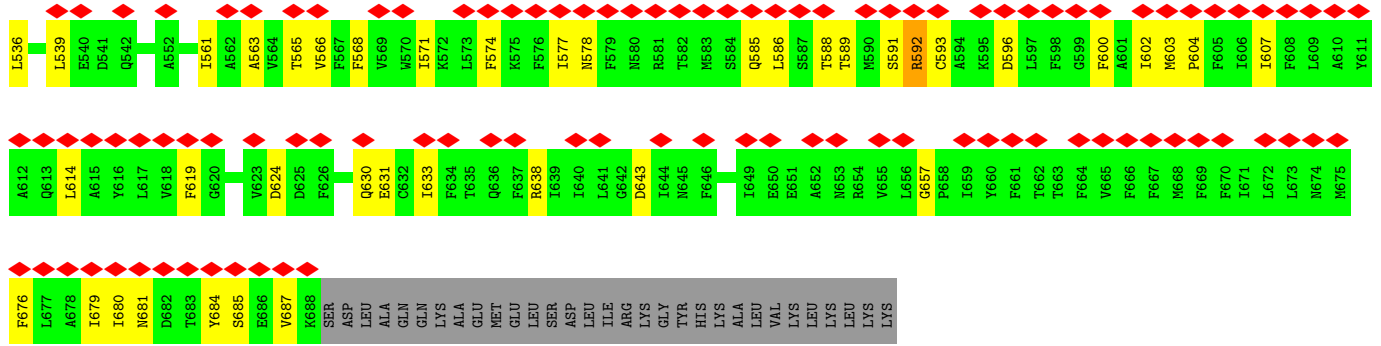 L536 L539 E540 D541 Q542 A552 I561 A562 A563 V564 T565 V566 F567 F568 V569 W570 I571 K572 L573 F574 K575 F576 I577 N578 F579 N580 R581 T582 M583 S584 Q585 L586 S587 T588 T589 M590 S591 R592 C593 A594 K595 D596 L597 F598 G599 F600 A601 I602 M603 P604 F605 I606 I607 F608 L609 A610 Y611
A612 Q613 L614 A615 Y616 L617 V618 F619 G620 V623 D624 D625 F626 Q630 E631 C632 I633 F634 T635 Q636 F637 R638 I639 I640 L641 G642 D643 I644 N645 F646 I649 E650 E651 A652 N653 R654 V655 L656 G657 P658 I659 Y660 F661 T662 T663 F664 V665 F666 F667 M668 F669 F670 I671 L672 L673 N674 M675
F676 L677 A678 I679 I680 N681 D682 T683 Y684 S685 E686 V687 K688 SER ASP LEU ALA GLN GLN LYS ALA GLU MET GLU LEU SER ASP LEU ILE ARG LYS GLY TYR HIS LYS ALA LEU VAL LYS LEU LYS LEU LYS LYS